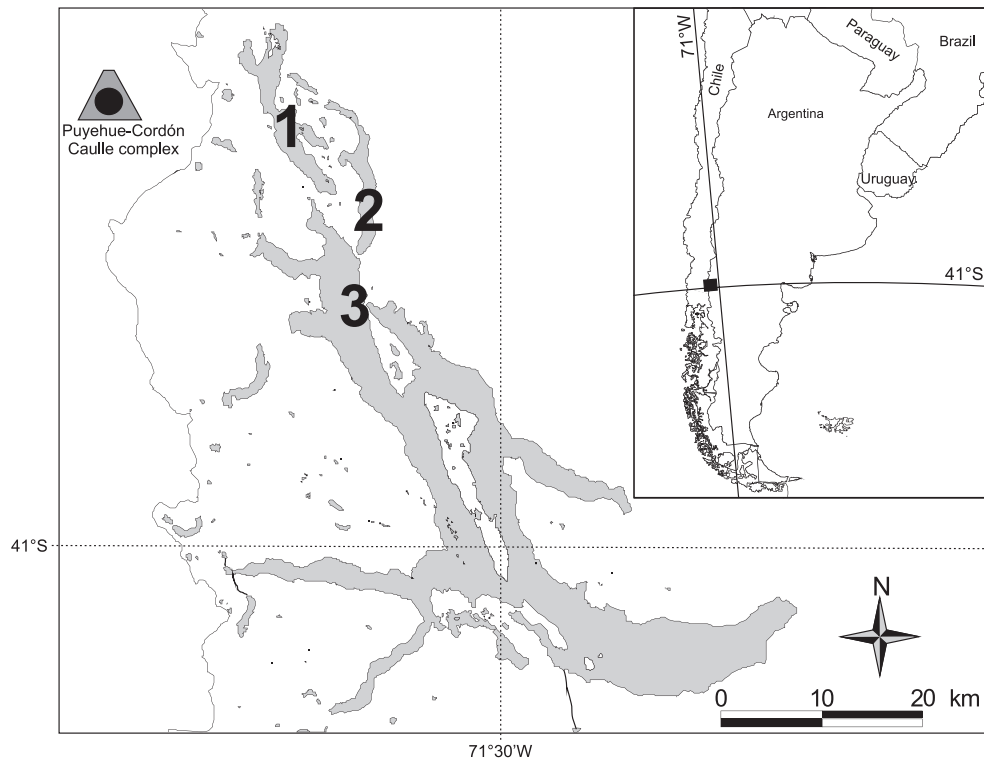 Puyehue-Cordón
Caulle complex
1
2
3
41°S
71°30'W
N
0 10 20 km
71°W
Chile
Paraguay
Brazil
Argentina
Uruguay
41°S